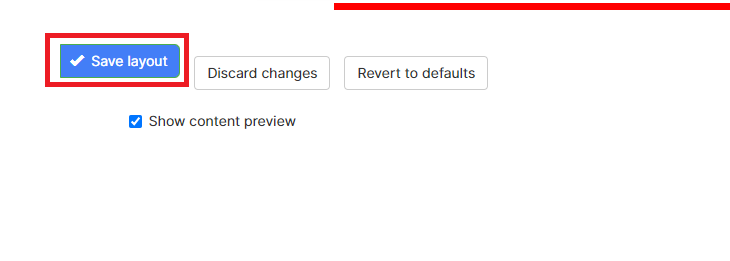 Save layout
Discard changes
Revert to defaults
Show content preview